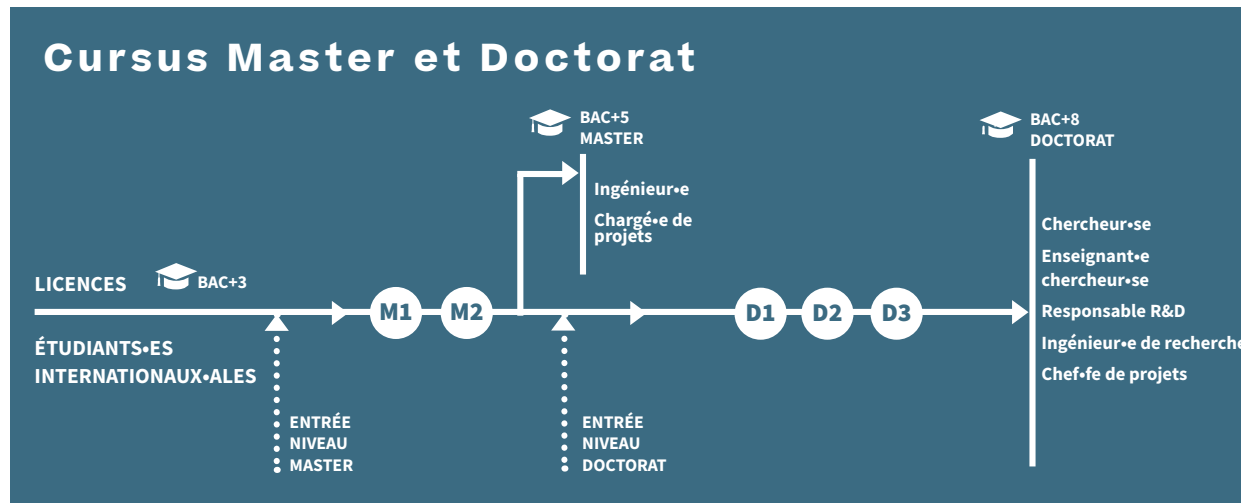 Cursus Master et Doctorat
BAC+5
MASTER
Ingénieur•e
Chargé•e de
projets
BAC+8
DOCTORAT
Chercheur•se
Enseignant•e
chercheur•se
Responsable R&D
Ingénieur•e de recherche
Chef•fe de projets
LICENCES
BAC+3
M1
M2
D1
D2
D3
ÉTUDIANTS•ES
INTERNATIONAUX•ALES
ENTRÉE
NIVEAU
MASTER
ENTRÉE
NIVEAU
DOCTORAT